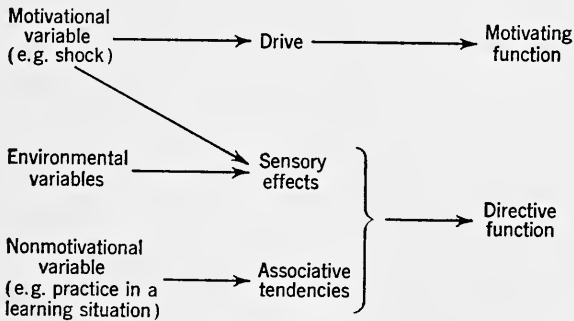 Motivational
variable
(e.g. shock)
Drive
Motivating
function
Environmental
variables
Sensory
effects
Directive
function
Nonmotivational
variable
(e.g. practice in a
learning situation)
Associative
tendencies